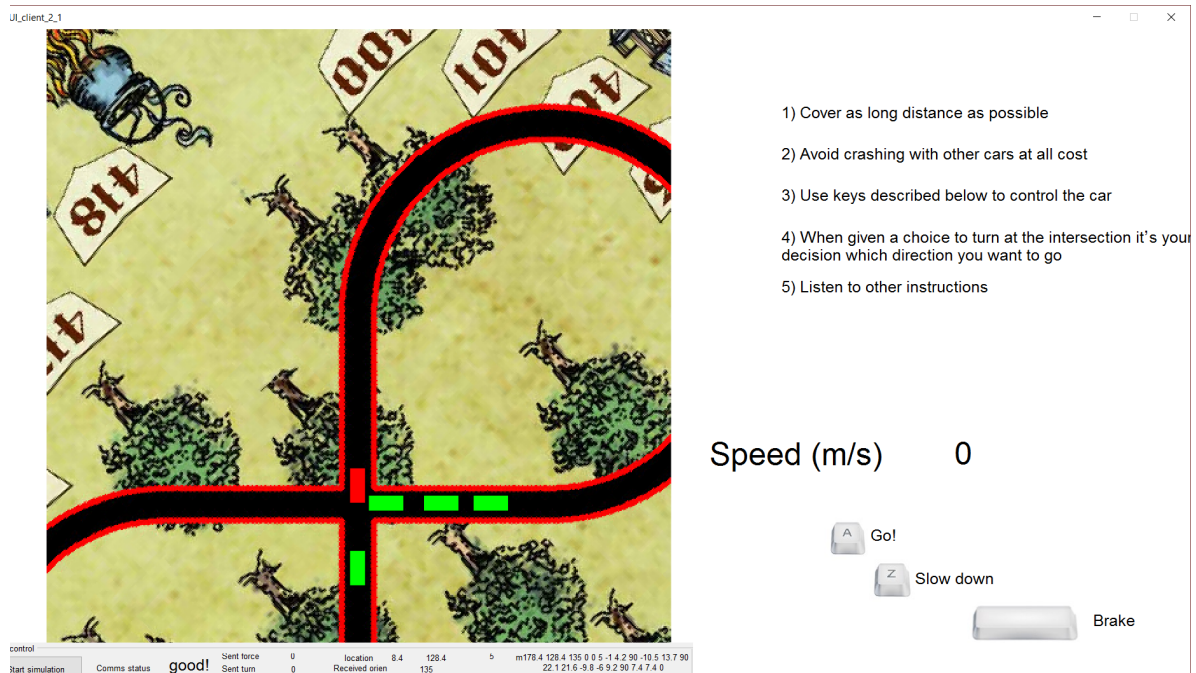 UI_client_2_1
400
401
418
1) Cover as long distance as possible
2) Avoid crashing with other cars at all cost
3) Use keys described below to control the car
4) When given a choice to turn at the intersection it's your
decision which direction you want to go
5) Listen to other instructions
Speed (m/s) 0
A Go!
Z Slow down
Brake
control
Start simulation
Comms status good!
Sent force 0
Sent turn 0
location 8.4 128.4 5
Received orien 135
m178.4 128.4 135 0 0 5 -1 4.2 90 -10.5 13.7 90
22.1 21.6 -9.8 -6 9.2 90 7.4 7.4 0